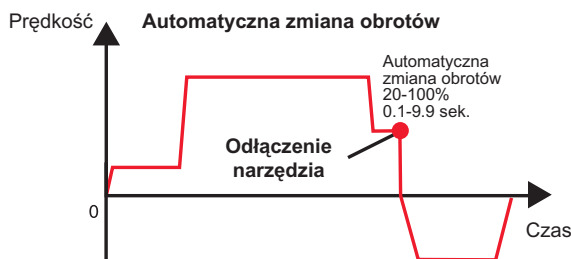 Prędkość
Automatyczna zmiana obrotów
Automatyczna
zmiana obrotów
20-100%
0.1-9.9 sek.
Odłączenie
narzędzia
0
Czas